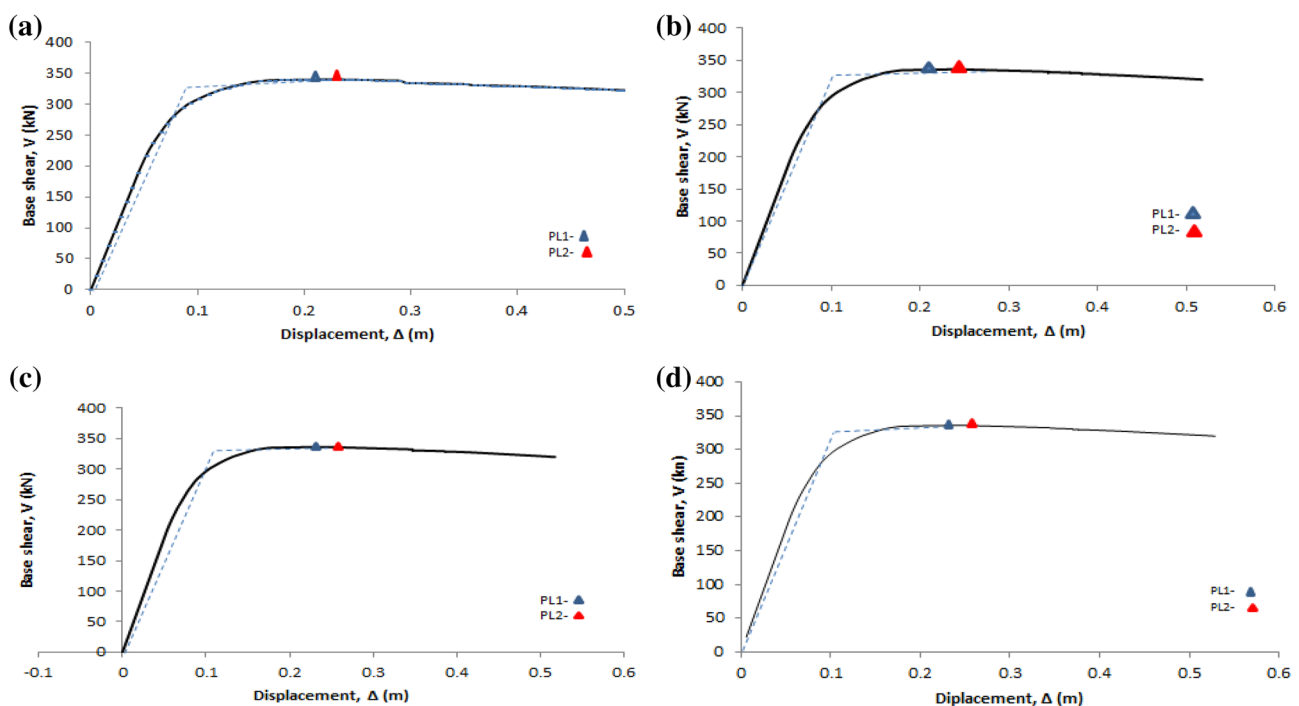 (a)
400
350
300
250
200
150
100
50
0
Base shear, V (kN)
PL1-
PL2-
0 0.1 0.2 0.3 0.4 0.5
Displacement, Δ (m)
(b)
400
350
300
250
200
150
100
50
0
Base shear, V (kN)
PL1-
PL2-
0 0.1 0.2 0.3 0.4 0.5 0.6
Displacement, Δ (m)
(c)
400
350
300
250
200
150
100
50
0
Base shear, V (kN)
PL1-
PL2-
-0.1 0 0.1 0.2 0.3 0.4 0.5 0.6
Displacement, Δ (m)
(d)
400
350
300
250
200
150
100
50
0
Base shear, V (kn)
PL1-
PL2-
0 0.1 0.2 0.3 0.4 0.5 0.6
Diplacement, Δ (m)